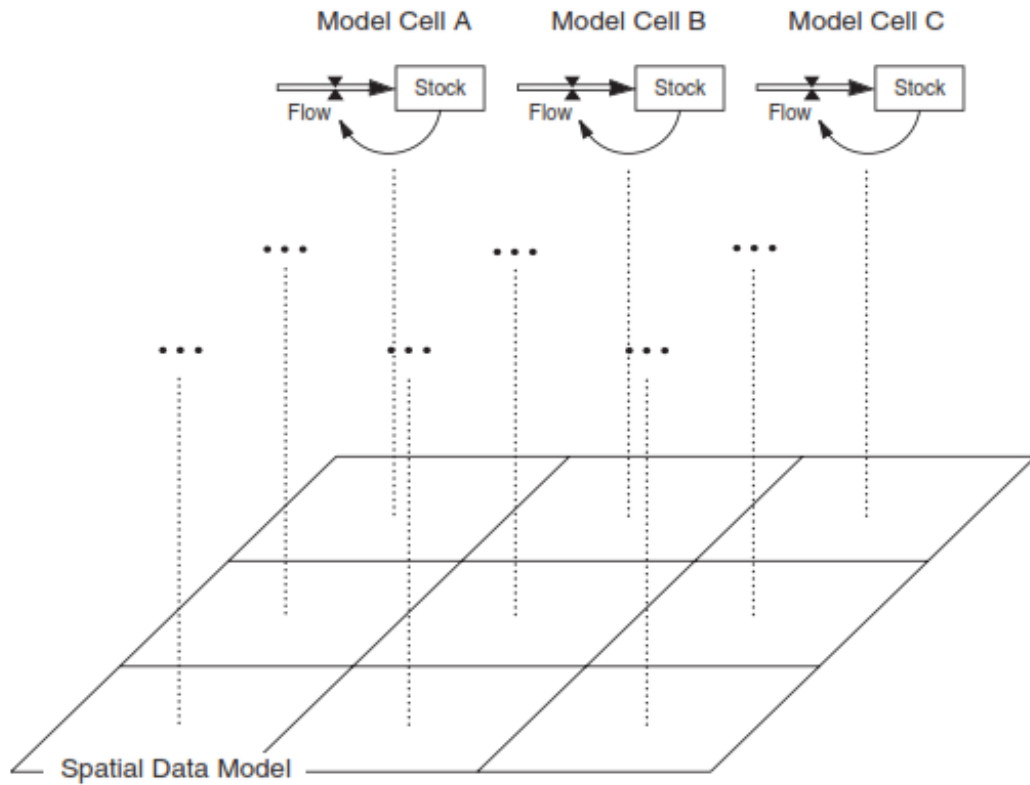 Model Cell A Model Cell B Model Cell C
Stock Stock Stock
Flow Flow Flow
... ... ...
... ... ...
Spatial Data Model